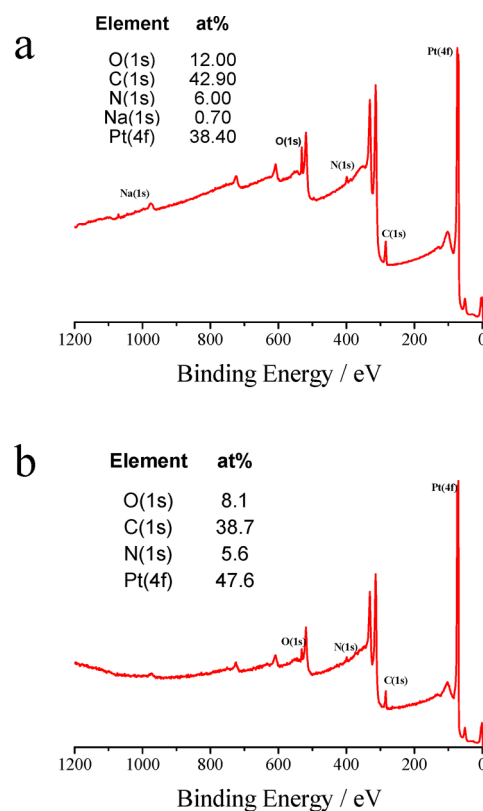 a
Element at%
O(1s) 12.00
C(1s) 42.90
N(1s) 6.00
Na(1s) 0.70
Pt(4f) 38.40
Pt(4f)
O(1s)
N(1s)
Na(1s)
C(1s)
1200 1000 800 600 400 200 0
Binding Energy / eV
b
Element at%
O(1s) 8.1
C(1s) 38.7
N(1s) 5.6
Pt(4f) 47.6
Pt(4f)
O(1s)
N(1s)
C(1s)
1200 1000 800 600 400 200 0
Binding Energy / eV